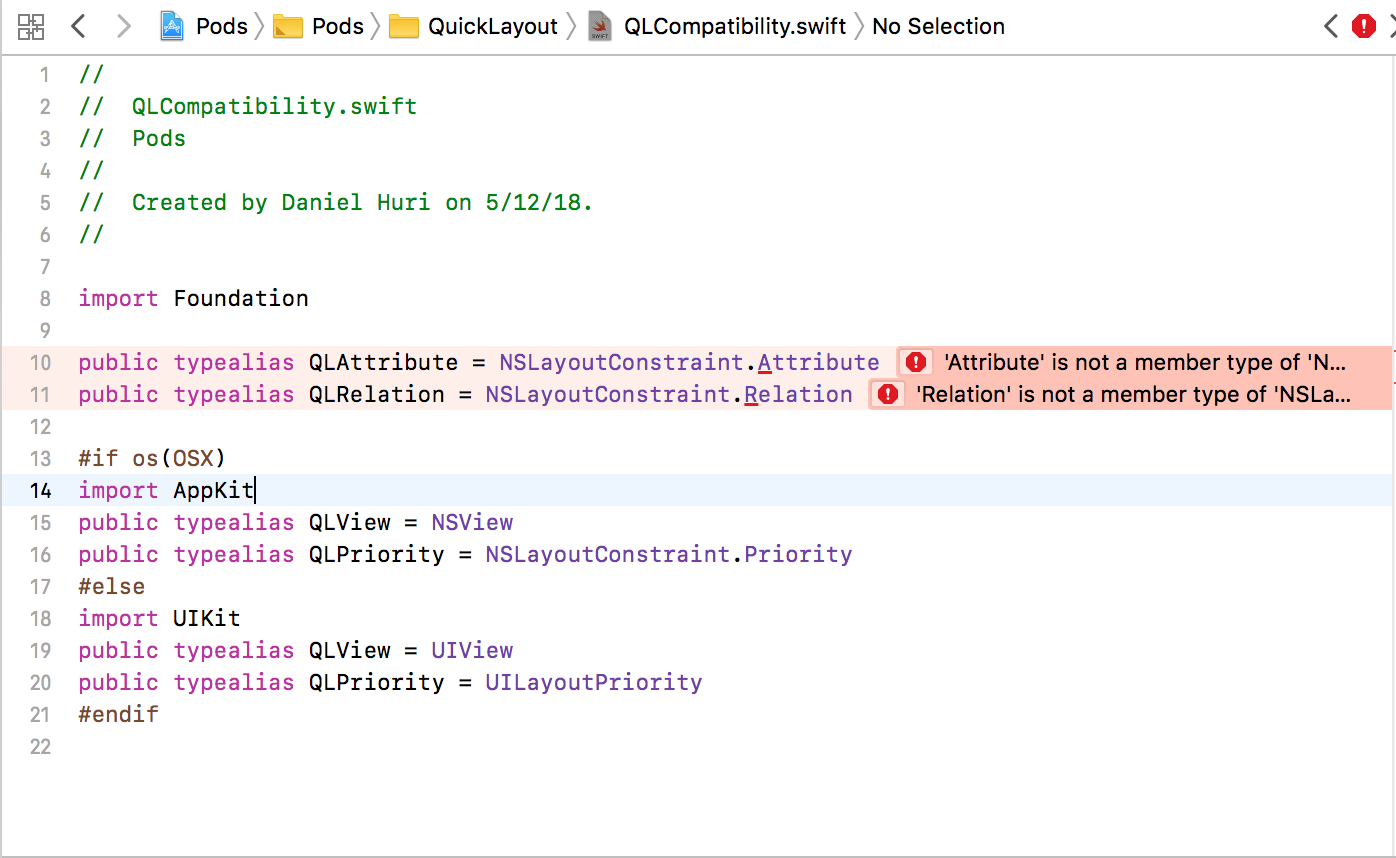 Pods Pods QuickLayout QLCompatibility.swift No Selection
1 //
2 //  QLCompatibility.swift
3 //  Pods
4 //
5 //  Created by Daniel Huri on 5/12/18.
6 //
7
8 import Foundation
9
10 public typealias QLAttribute = NSLayoutConstraint.Attribute 'Attribute' is not a member type of 'N...
11 public typealias QLRelation = NSLayoutConstraint.Relation 'Relation' is not a member type of 'NSLa...
12
13 #if os(OSX)
14 import AppKit
15 public typealias QLView = NSView
16 public typealias QLPriority = NSLayoutConstraint.Priority
17 #else
18 import UIKit
19 public typealias QLView = UIView
20 public typealias QLPriority = UILayoutPriority
21 #endif
22